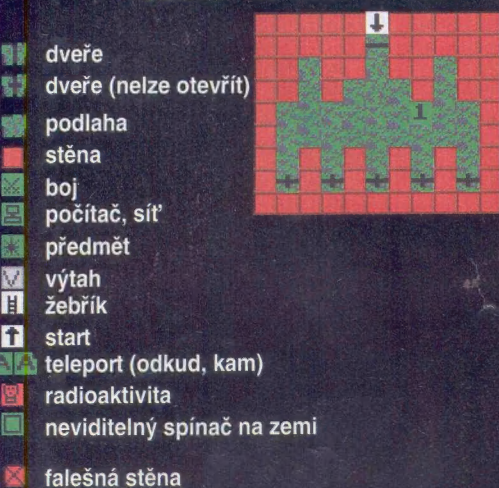 dveře
dveře (nelze otevřít)
podlaha
stěna
boj
počítač, síť
předmět
výtah
žebřík
start
teleport (odkud, kam)
radioaktivita
neviditelný spínač na zemi
falešná stěna
1